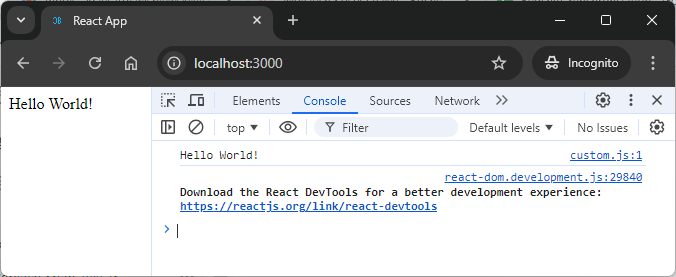 React App
localhost:3000
Incognito
Hello World!
Elements Console Sources Network
top Filter Default levels No Issues
Hello World! custom.js:1
react-dom.development.js:29840
Download the React DevTools for a better development experience:
https://reactjs.org/link/react-devtools